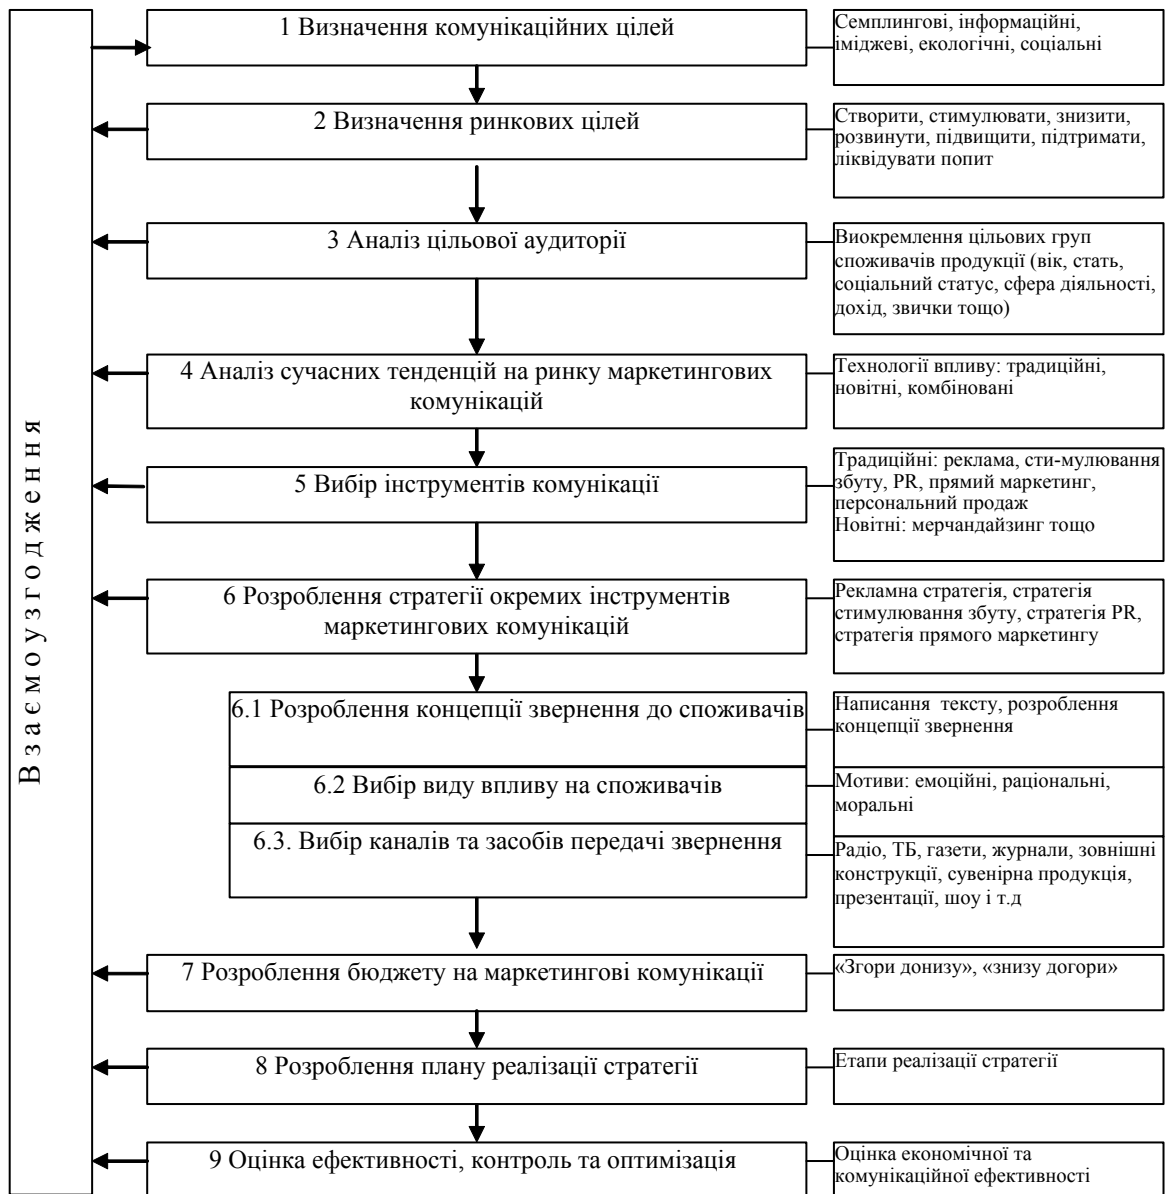 Взаємоузгодження
1 Визначення комунікаційних цілей
Семплингові, інформаційні,
іміджеві, екологічні, соціальні
2 Визначення ринкових цілей
Створити, стимулювати, знизити,
розвинути, підвищити, підтримати,
ліквідувати попит
3 Аналіз цільової аудиторії
Виокремлення цільових груп
споживачів продукції (вік, стать,
соціальний статус, сфера діяльності,
дохід, звички тощо)
4 Аналіз сучасних тенденцій на ринку маркетингових
комунікацій
Технології впливу: традиційні,
новітні, комбіновані
5 Вибір інструментів комунікації
Традиційні: реклама, сти-мулювання
збуту, PR, прямий маркетинг,
персональний продаж
Новітні: мерчандайзинг тощо
6 Розроблення стратегії окремих інструментів
маркетингових комунікацій
Рекламна стратегія, стратегія
стимулювання збуту, стратегія PR,
стратегія прямого маркетингу
6.1 Розроблення концепції звернення до споживачів
Написання тексту, розроблення
концепції звернення
6.2 Вибір виду впливу на споживачів
Мотиви: емоційні, раціональні,
моральні
6.3. Вибір каналів та засобів передачі звернення
Радіо, ТБ, газети, журнали, зовнішні
конструкції, сувенірна продукція,
презентації, шоу і т.д
7 Розроблення бюджету на маркетингові комунікації
«Згори донизу», «знизу догори»
8 Розроблення плану реалізації стратегії
Етапи реалізації стратегії
9 Оцінка ефективності, контроль та оптимізація
Оцінка економічної та
комунікаційної ефективності